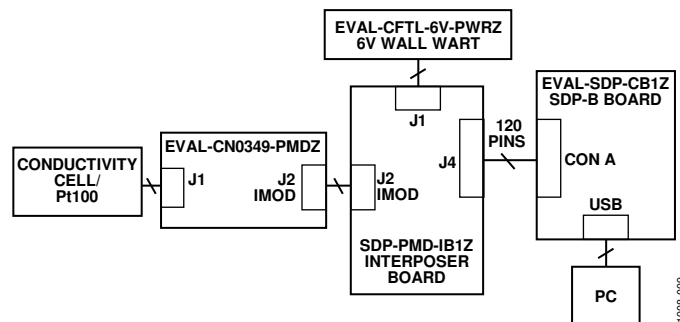 EVAL-CFTL-6V-PWRZ
6V WALL WART
EVAL-SDP-CB1Z
SDP-B BOARD
J1
120
PINS
EVAL-CN0349-PMDZ
CONDUCTIVITY
CELL/
Pt100
J1
J2
IMOD
J2
IMOD
J4
CON A
USB
SDP-PMD-IB1Z
INTERPOSER
BOARD
PC